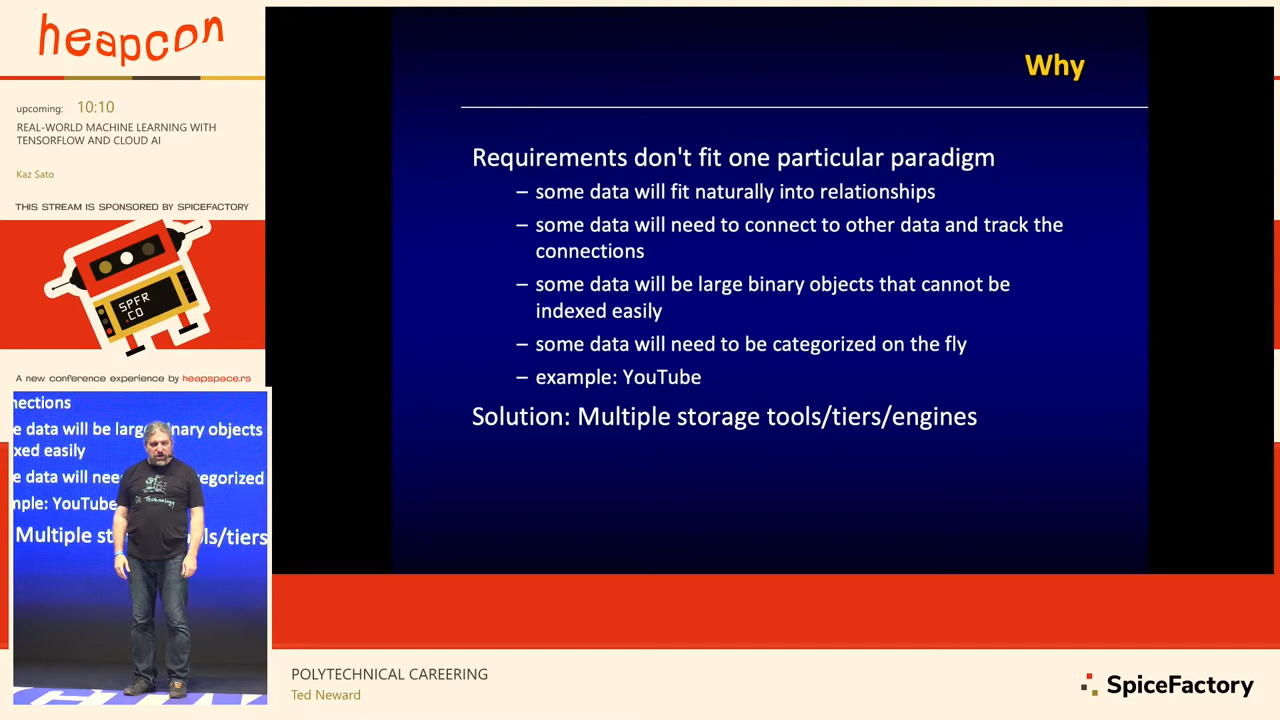 heapcon
upcoming: 10:10
REAL-WORLD MACHINE LEARNING WITH
TENSORFLOW AND CLOUD AI
Kaz Sato
THIS STREAM IS SPONSORED BY SPICEFACTORY
SPFR
.CO
A new conference experience by heapspace.rs
nections
e data will be large binary objects
xed easily
e data will nee egorized
mple: YouTube
Multiple st ols/tiers
Technology
Why
Requirements don't fit one particular paradigm
– some data will fit naturally into relationships
– some data will need to connect to other data and track the
connections
– some data will be large binary objects that cannot be
indexed easily
– some data will need to be categorized on the fly
– example: YouTube
Solution: Multiple storage tools/tiers/engines
POLYTECHNICAL CAREERING
Ted Neward
SpiceFactory